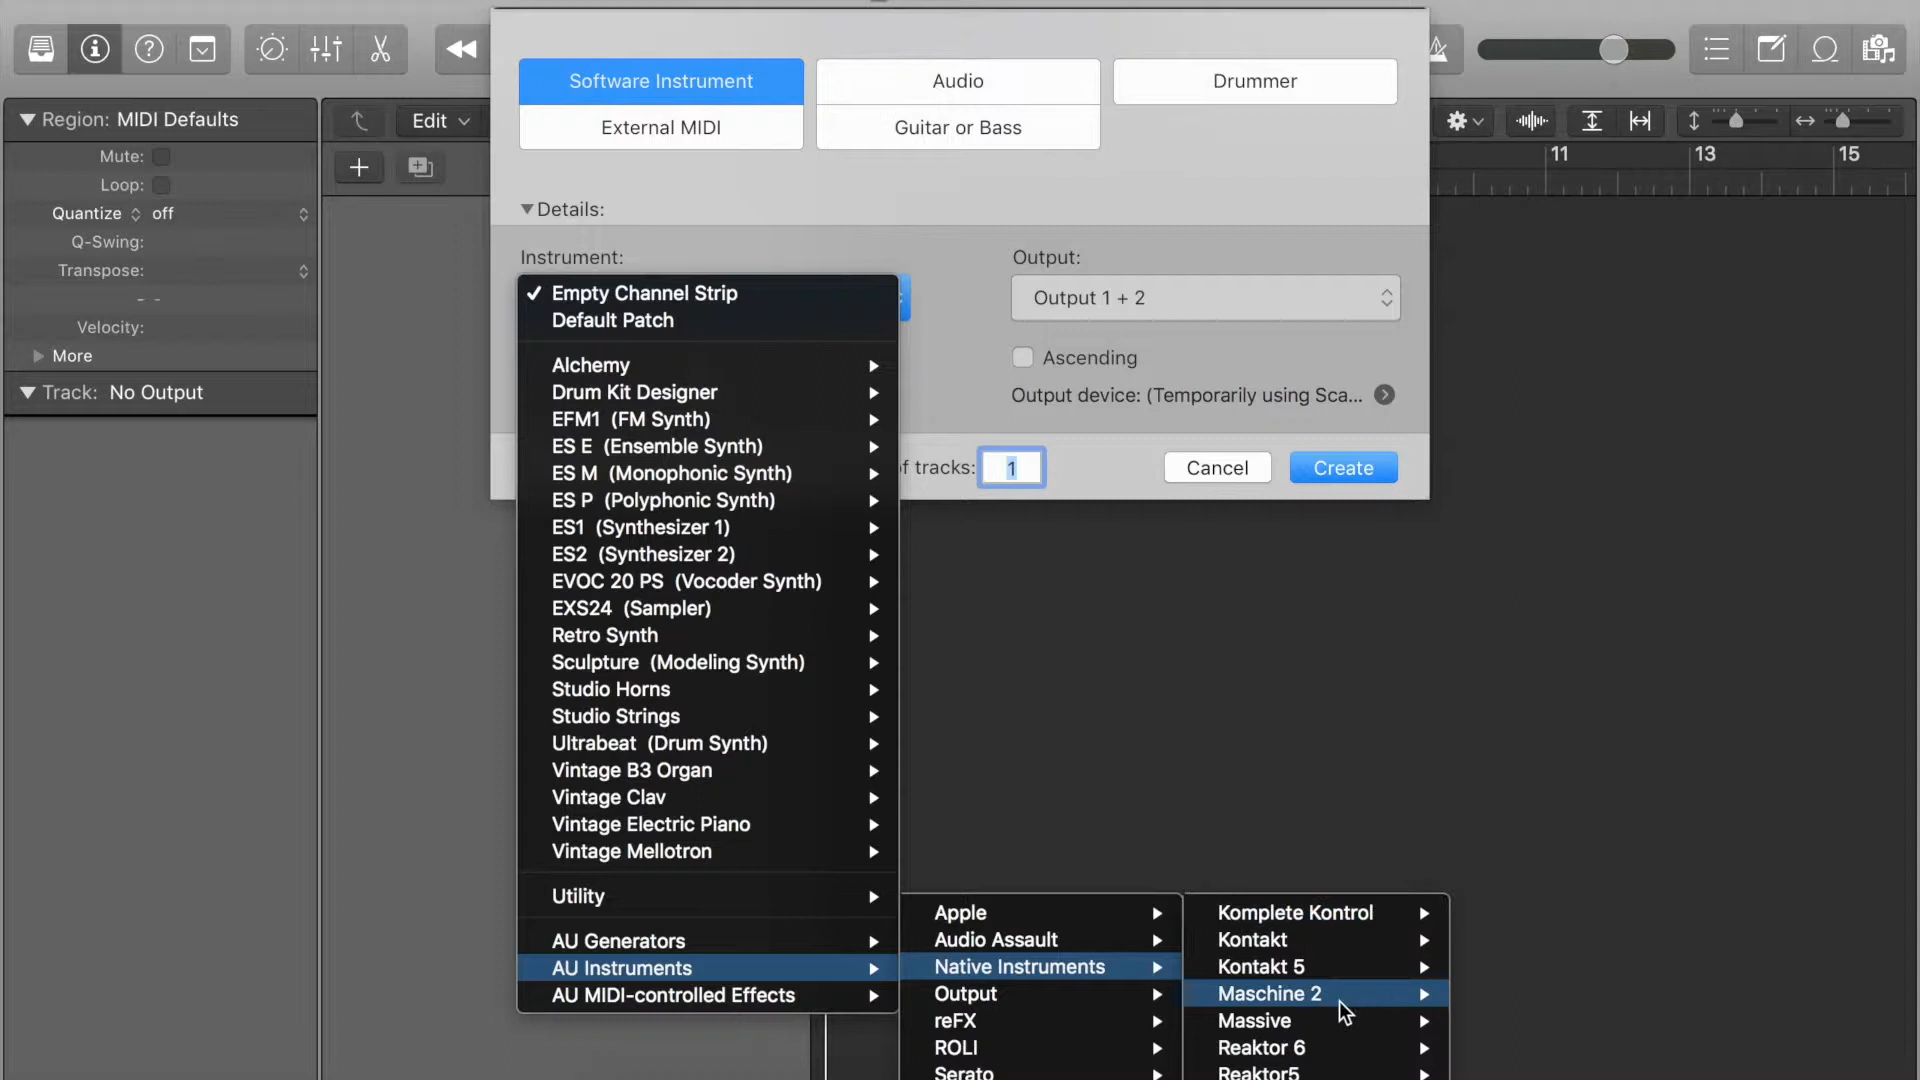 Software Instrument
Audio
Drummer
External MIDI
Guitar or Bass
Region: MIDI Defaults
Mute:
Loop:
Quantize off
Q-Swing:
Transpose:
Velocity:
More
Track: No Output
Edit
11
13
15
Details:
Instrument:
Output:
Output 1 + 2
Ascending
Output device: (Temporarily using Sca...
f tracks: 1
Cancel
Create
✓ Empty Channel Strip
Default Patch
Alchemy
Drum Kit Designer
EFM1 (FM Synth)
ES E (Ensemble Synth)
ES M (Monophonic Synth)
ES P (Polyphonic Synth)
ES1 (Synthesizer 1)
ES2 (Synthesizer 2)
EVOC 20 PS (Vocoder Synth)
EXS24 (Sampler)
Retro Synth
Sculpture (Modeling Synth)
Studio Horns
Studio Strings
Ultrabeat (Drum Synth)
Vintage B3 Organ
Vintage Clav
Vintage Electric Piano
Vintage Mellotron
Utility
AU Generators
AU Instruments
AU MIDI-controlled Effects
Apple
Audio Assault
Native Instruments
Output
reFX
ROLI
Serato
Komplete Kontrol
Kontakt
Kontakt 5
Maschine 2
Massive
Reaktor 6
Reaktor5